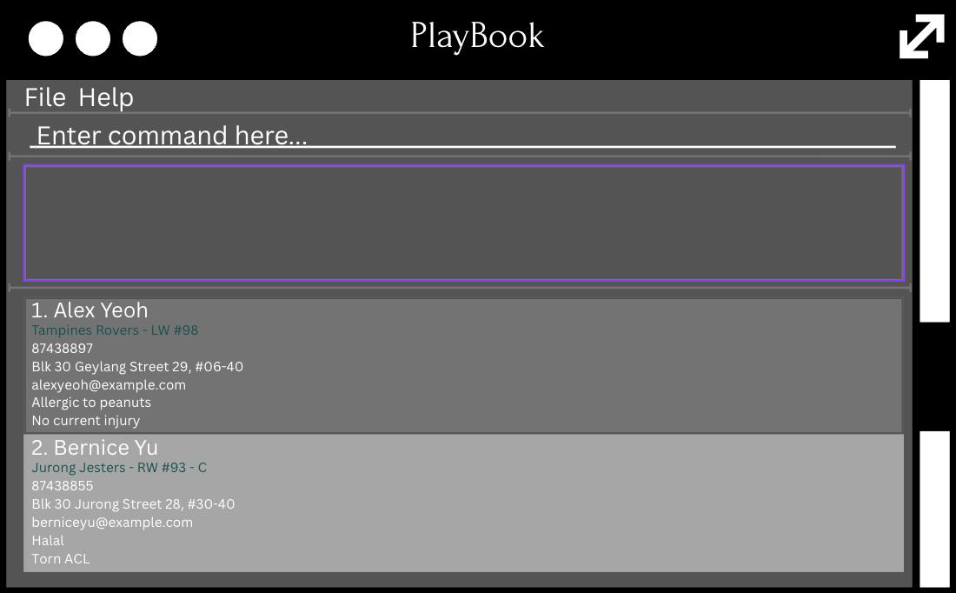 PlayBook
File Help
Enter command here...
1. Alex Yeoh
Tampines Rovers - LW #98
87438897
Blk 30 Geylang Street 29, #06-40
alexyeoh@example.com
Allergic to peanuts
No current injury
2. Bernice Yu
Jurong Jesters - RW #93 - C
87438855
Blk 30 Jurong Street 28, #30-40
berniceyu@example.com
Halal
Torn ACL